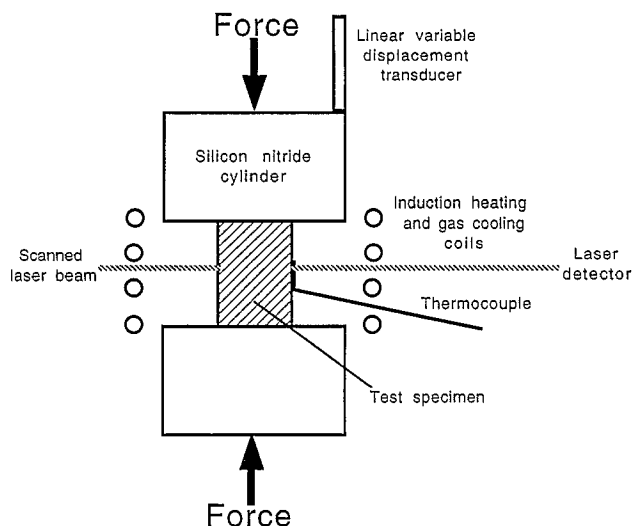 Force
Linear variable
displacement
transducer
Silicon nitride
cylinder
Induction heating
and gas cooling
coils
Scanned
laser beam
Laser
detector
Thermocouple
Test specimen
Force